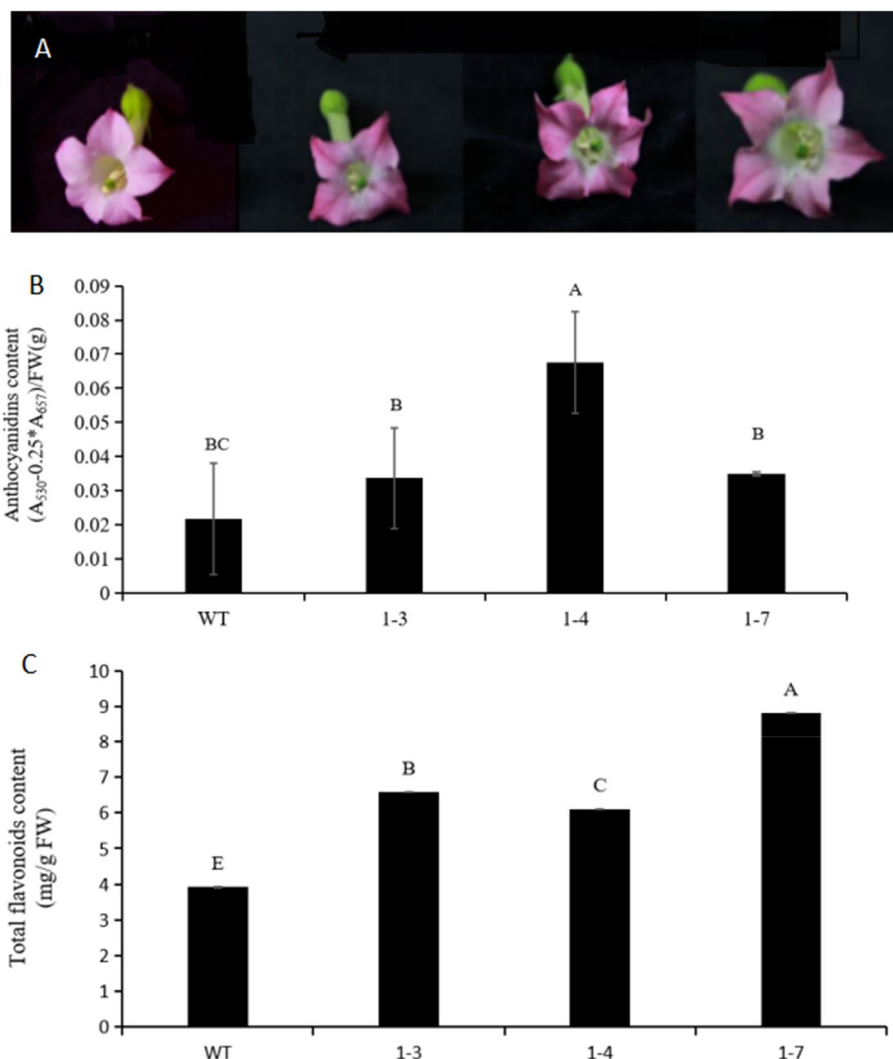 A
B
Anthocyanidins content
(A₅₃₀-0.25*A₆₅₇)/FW(g)
0.09
0.08
0.07
0.06
0.05
0.04
0.03
0.02
0.01
0
BC
B
A
B
WT
1-3
1-4
1-7
C
Total flavonoids content
(mg/g FW)
10
9
8
7
6
5
4
3
2
1
0
E
B
C
A
WT
1-3
1-4
1-7